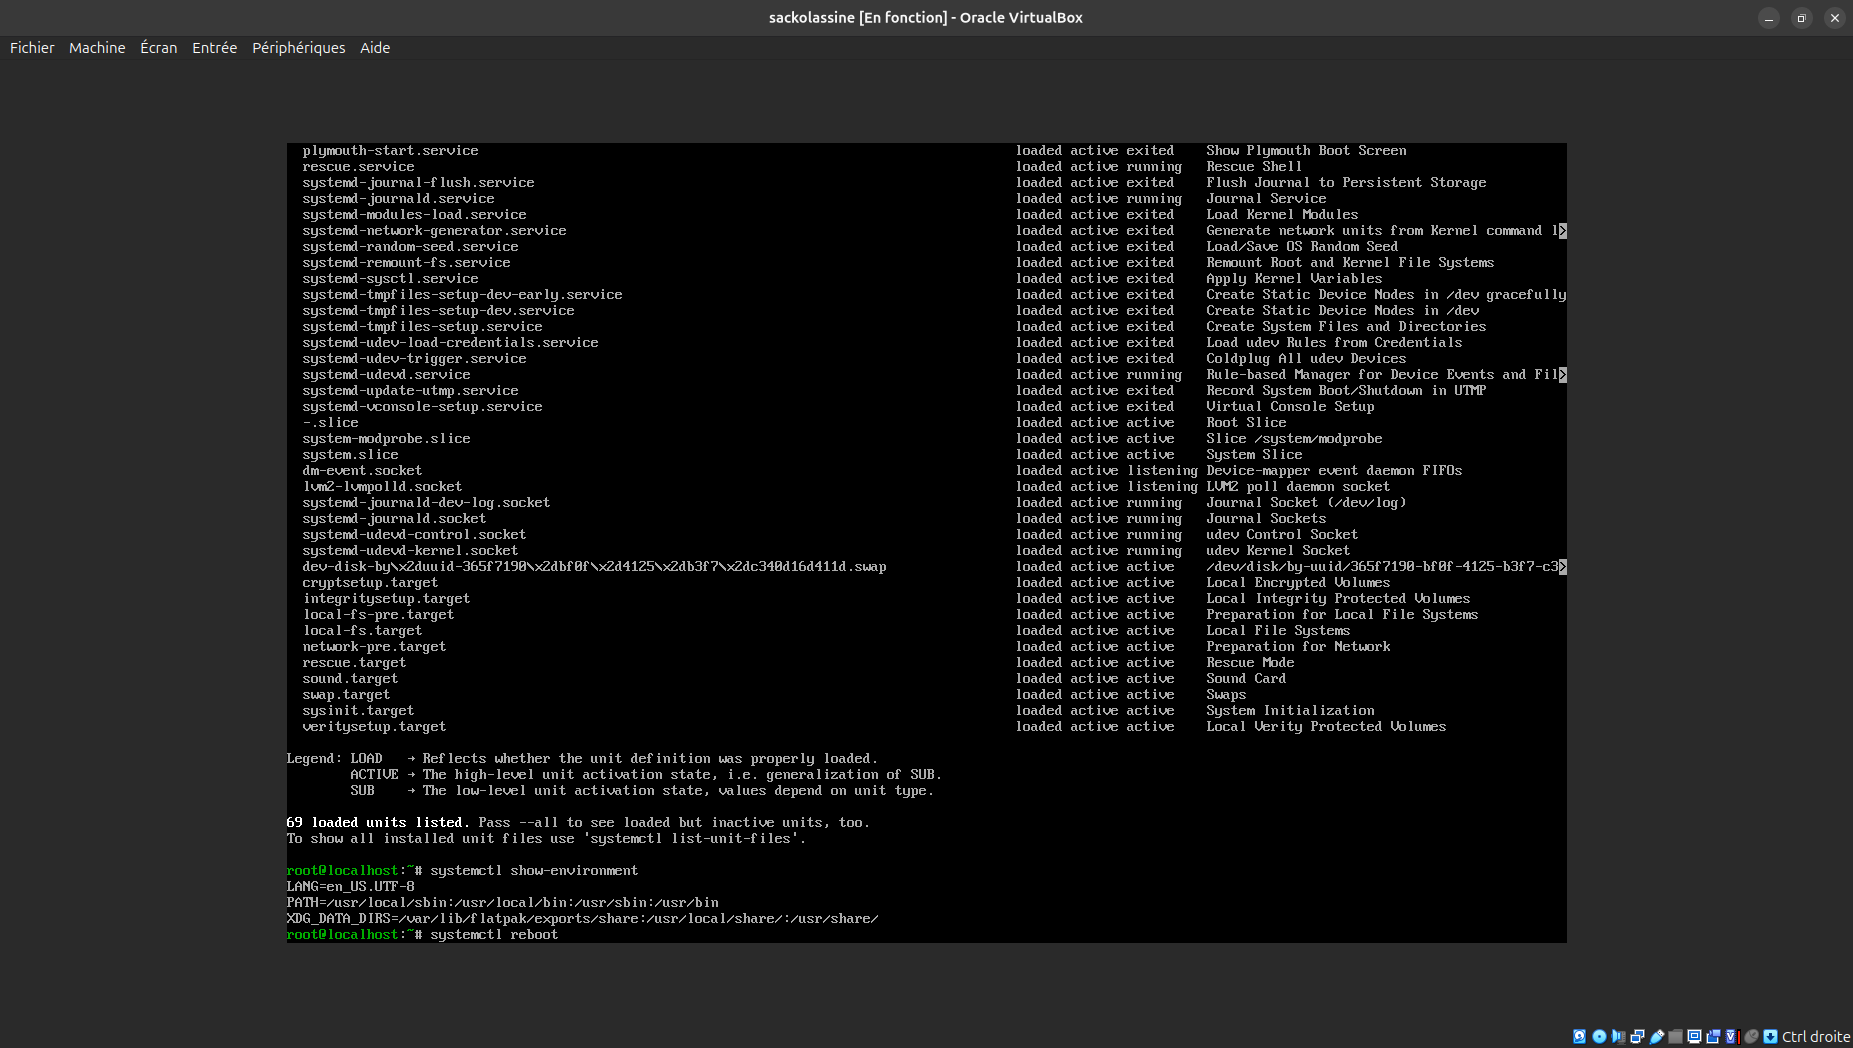 sackolassine [En fonction] - Oracle VirtualBox
Fichier Machine Écran Entrée Périphériques Aide
plymouth-start.service loaded active exited Show Plymouth Boot Screen
rescue.service loaded active running Rescue Shell
systemd-journal-flush.service loaded active exited Flush Journal to Persistent Storage
systemd-journald.service loaded active running Journal Service
systemd-modules-load.service loaded active exited Load Kernel Modules
systemd-network-generator.service loaded active exited Generate network units from Kernel command l>
systemd-random-seed.service loaded active exited Load/Save OS Random Seed
systemd-remount-fs.service loaded active exited Remount Root and Kernel File Systems
systemd-sysctl.service loaded active exited Apply Kernel Variables
systemd-tmpfiles-setup-dev-early.service loaded active exited Create Static Device Nodes in /dev gracefully
systemd-tmpfiles-setup-dev.service loaded active exited Create Static Device Nodes in /dev
systemd-tmpfiles-setup.service loaded active exited Create System Files and Directories
systemd-udev-load-credentials.service loaded active exited Load udev Rules from Credentials
systemd-udev-trigger.service loaded active exited Coldplug All udev Devices
systemd-udevd.service loaded active running Rule-based Manager for Device Events and Fil>
systemd-update-utmp.service loaded active exited Record System Boot/Shutdown in UTMP
systemd-vconsole-setup.service loaded active exited Virtual Console Setup
-.slice loaded active active Root Slice
system-modprobe.slice loaded active active Slice /system/modprobe
system.slice loaded active active System Slice
dm-event.socket loaded active listening Device-mapper event daemon FIFOs
lvm2-lvmpolld.socket loaded active listening LVM2 poll daemon socket
systemd-journald-dev-log.socket loaded active running Journal Socket (/dev/log)
systemd-journald.socket loaded active running Journal Sockets
systemd-udevd-control.socket loaded active running udev Control Socket
systemd-udevd-kernel.socket loaded active running udev Kernel Socket
dev-disk-by\x2duuid-365f7190\x2dbf0f\x2d4125\x2db3f7\x2dc340d16d411d.swap loaded active active /dev/disk/by-uuid/365f7190-bf0f-4125-b3f7-c3>
cryptsetup.target loaded active active Local Encrypted Volumes
integritysetup.target loaded active active Local Integrity Protected Volumes
local-fs-pre.target loaded active active Preparation for Local File Systems
local-fs.target loaded active active Local File Systems
network-pre.target loaded active active Preparation for Network
rescue.target loaded active active Rescue Mode
sound.target loaded active active Sound Card
swap.target loaded active active Swaps
sysinit.target loaded active active System Initialization
veritysetup.target loaded active active Local Verity Protected Volumes
Legend: LOAD → Reflects whether the unit definition was properly loaded.
ACTIVE → The high-level unit activation state, i.e. generalization of SUB.
SUB → The low-level unit activation state, values depend on unit type.
69 loaded units listed. Pass --all to see loaded but inactive units, too.
To show all installed unit files use 'systemctl list-unit-files'.
root@localhost:~# systemctl show-environment
LANG=en_US.UTF-8
PATH=/usr/local/sbin:/usr/local/bin:/usr/sbin:/usr/bin
XDG_DATA_DIRS=/var/lib/flatpak/exports/share:/usr/local/share/:/usr/share/
root@localhost:~# systemctl reboot
Ctrl droite